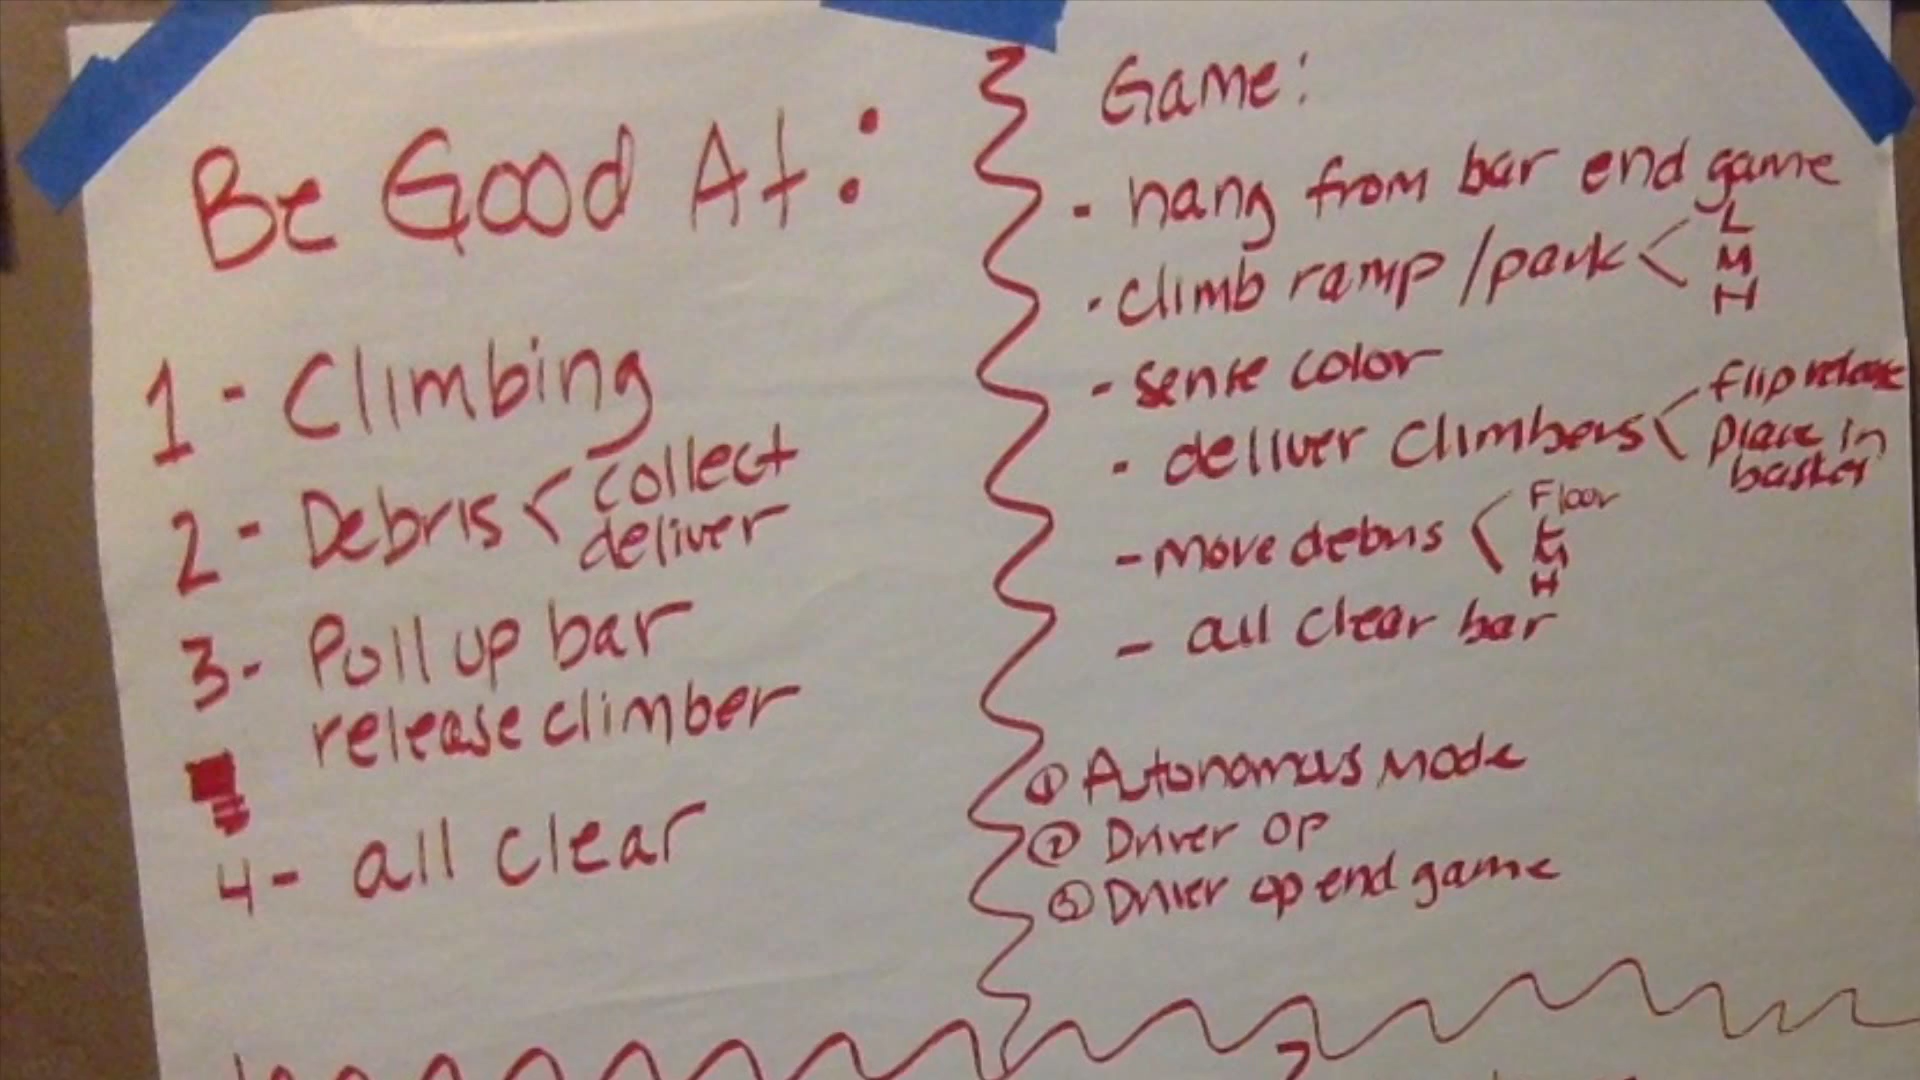 Be Good At:
1 - Climbing
2 - Debris < collect
deliver
3 - Pull up bar
release climber
4 - all clear
Game:
- hang from bar end game
- climb ramp / park < L
M
H
- sense color
- deliver climbers < flip release
place in
basket
- move debris < Floor
H
- all clear bar
① Autonomous Mode
② Driver Op
③ Driver op end game